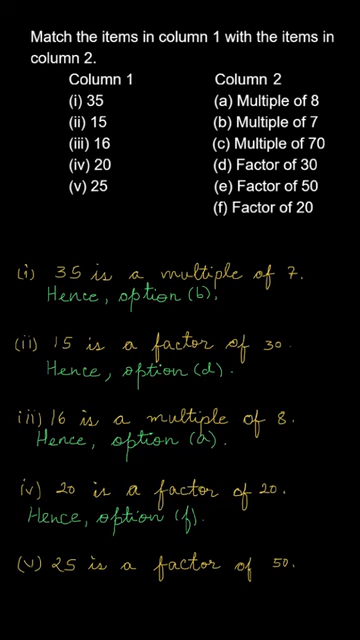 Match the items in column 1 with the items in
column 2.
Column 1 Column 2
(i) 35 (a) Multiple of 8
(ii) 15 (b) Multiple of 7
(iii) 16 (c) Multiple of 70
(iv) 20 (d) Factor of 30
(v) 25 (e) Factor of 50
(f) Factor of 20
(i) 35 is a multiple of 7.
Hence, option (b).
(ii) 15 is a factor of 30.
Hence, option (d).
iii) 16 is a multiple of 8.
Hence, option (a).
iv) 20 is a factor of 20.
Hence, option (f).
(v) 25 is a factor of 50.